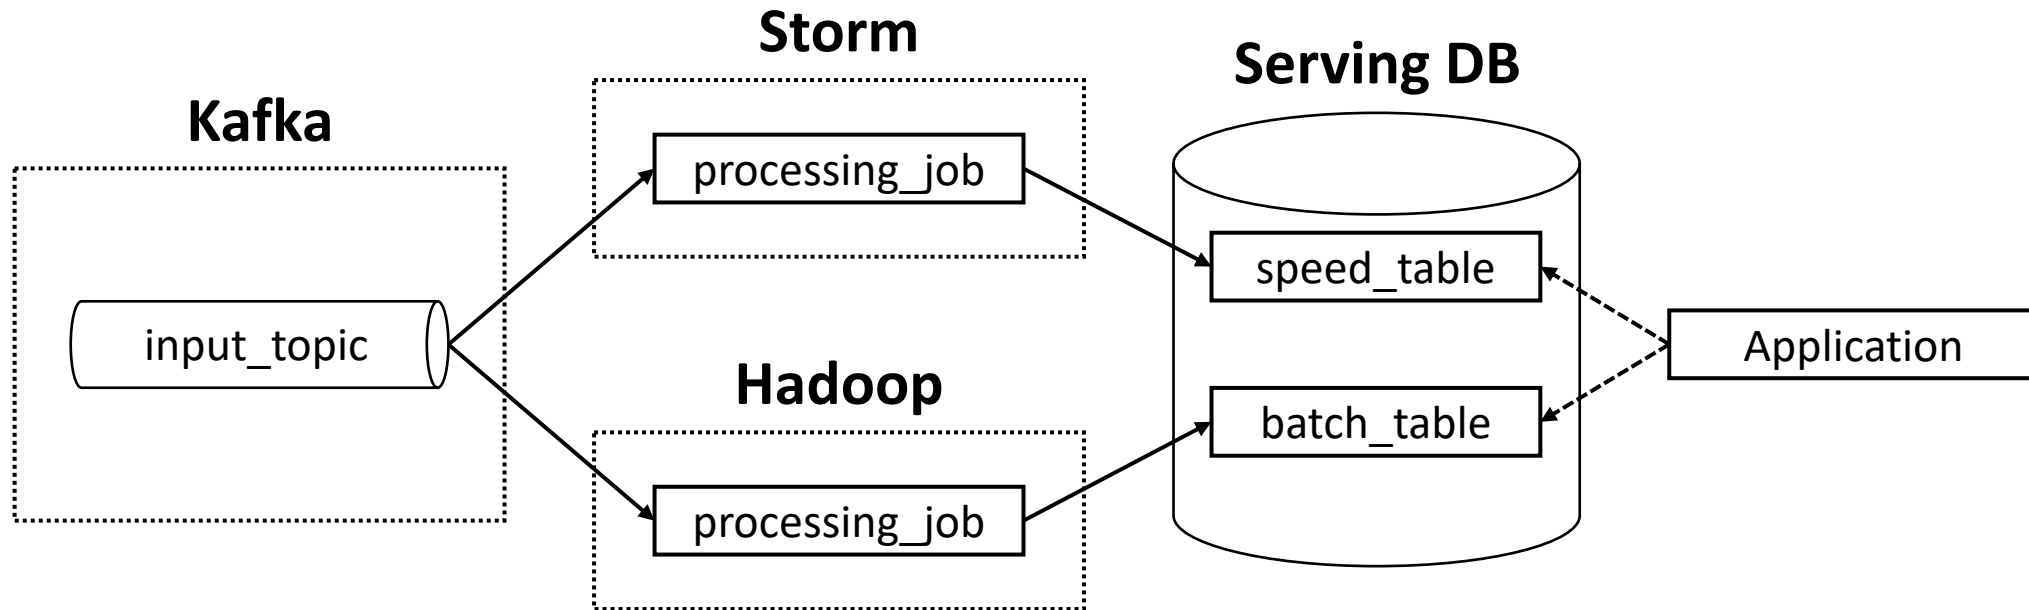 Kafka
input_topic
Storm
processing_job
Hadoop
processing_job
Serving DB
speed_table
batch_table
Application